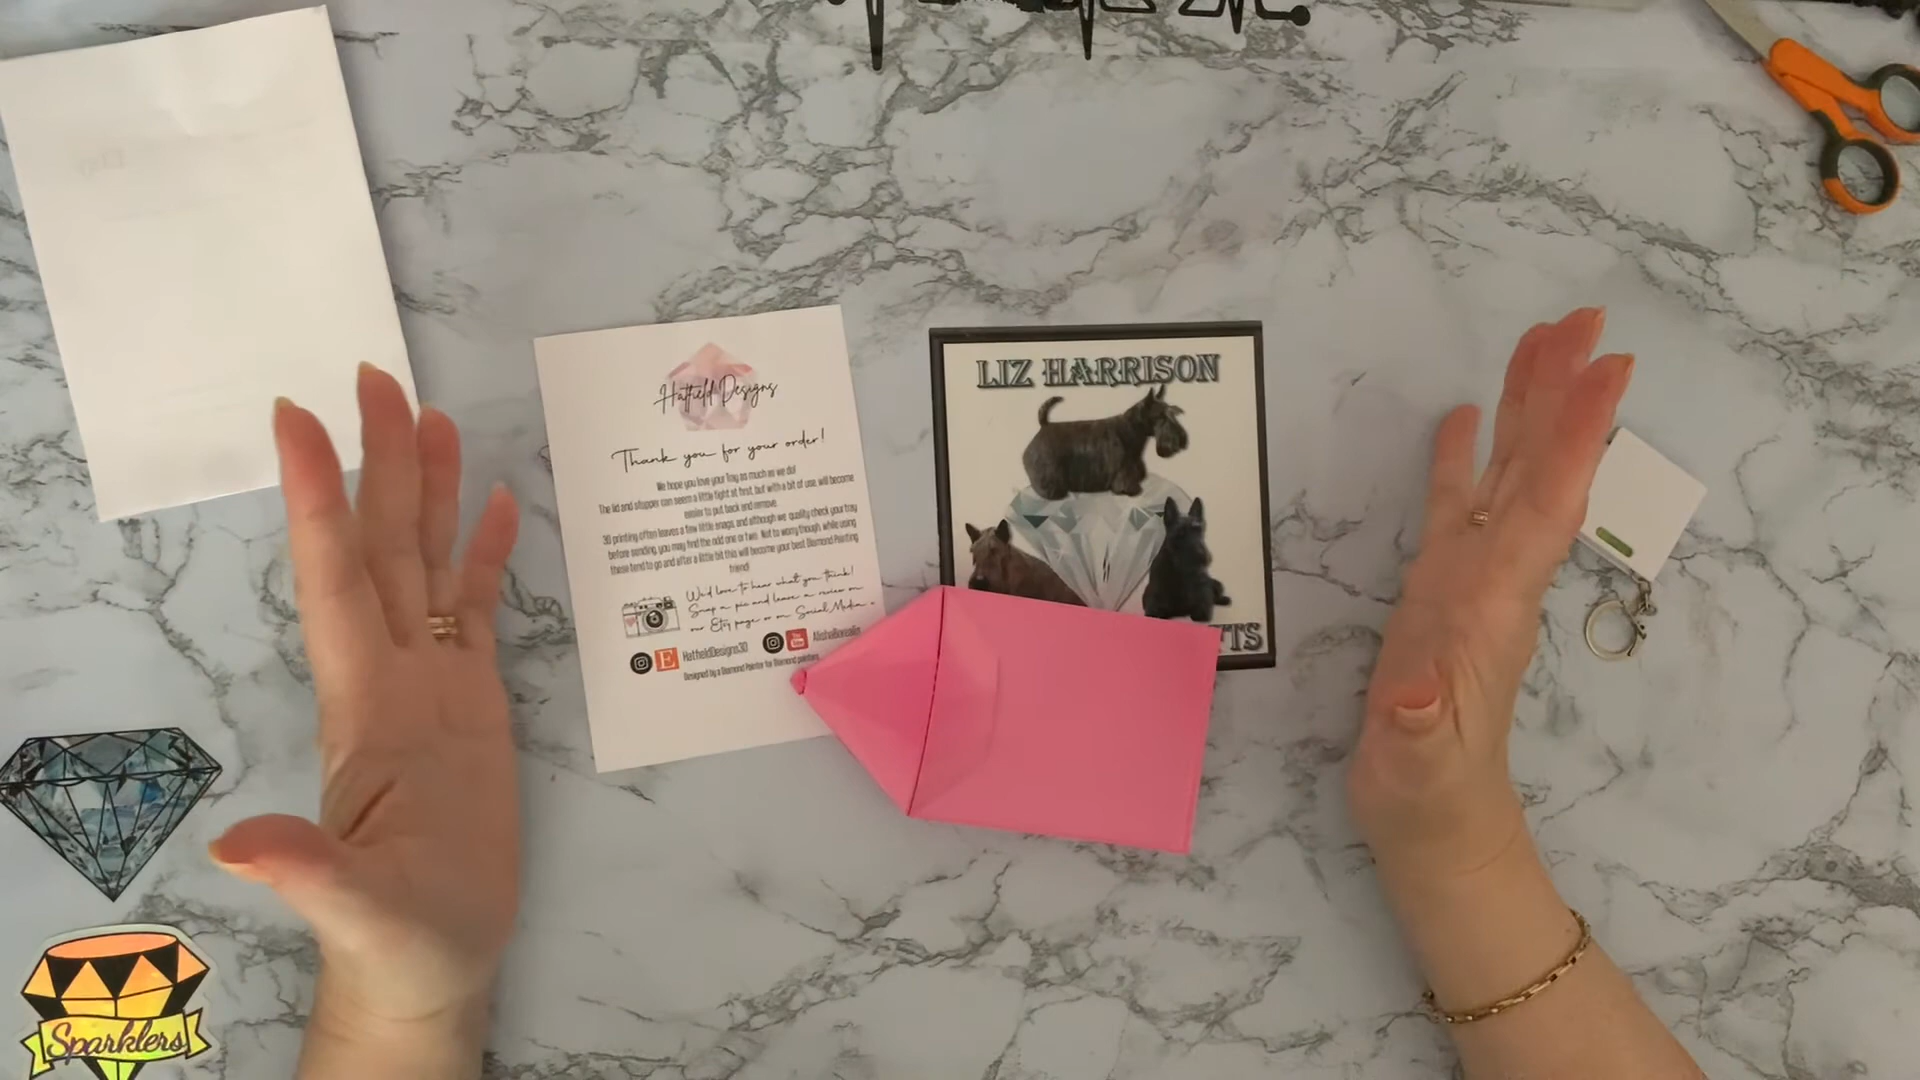 Hatfield Designs
Thank you for your order!
We hope you love your Tray as much as we do!
The lid and stopper can seem a little tight at first, but with a bit of use, will become
easier to put back and remove.
3D printing often leaves a few little snags, and although we quality check your tray
before sending, you may find the odd one or two. Not to worry though, while using
these tend to go and after a little bit this will become your best Diamond Painting
friend!
We'd love to hear what you think!
Snap a pic and leave a review on
our Etsy page or on Social Media
E
HatfieldDesigns3D
You Tube
Designed by a Diamond Painter for Diamond painters
LIZ HARRISON
TTS
Sparklers